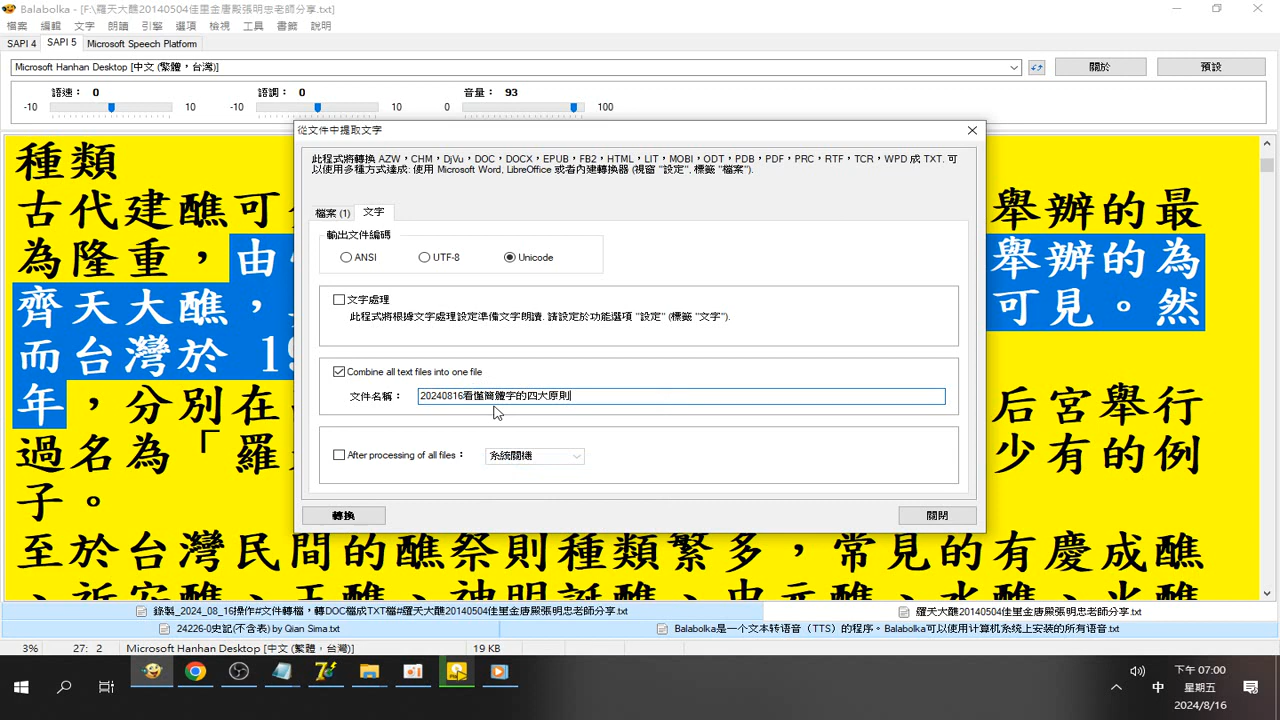 Balabolka - [F:\羅天大醮20140504佳里金唐殿張明忠老師分享.txt]
檔案 編輯 文字 朗讀 引擎 選項 檢視 工具 書籤 說明
SAPI 4 SAPI 5 Microsoft Speech Platform
Microsoft Hanhan Desktop [中文 (繁體，台灣)] 關於 預設
語速： 0 語調： 0 音量： 93
-10 10 -10 10 0 100
從文件中提取文字
此程式將轉換 AZW，CHM，DjVu，DOC，DOCX，EPUB，FB2，HTML，LIT，MOBI，ODT，PDB，PDF，PRC，RTF，TCR，WPD 成 TXT. 可
以使用多種方式達成: 使用 Microsoft Word, LibreOffice 或者內建轉換器 (視窗 "設定", 標籤 "檔案").
檔案 (1) 文字
輸出文件編碼
ANSI UTF-8 Unicode
文字處理
此程式將根據文字處理設定準備文字朗讀. 請設定於功能選項 "設定" (標籤 "文字").
Combine all text files into one file
文件名稱： 20240816看懂簡體字的四大原則
After processing of all files： 系統關機
轉換 關閉
種類
古代建醮可 舉辦的最
為隆重，由 舉辦的為
齊天大醮， 可見。然
而台灣於 1
年，分別在 后宮舉行
過名為「羅 少有的例
子。
至於台灣民間的醮祭則種類繁多，常見的有慶成醮
、祈安醮、王醮、神明誕醮、中元醮、水醮、火醮
錄製_2024_08_16操作#文件轉檔，轉DOC檔成TXT檔#羅天大醮20140504佳里金唐殿張明忠老師分享.txt 羅天大醮20140504佳里金唐殿張明忠老師分享.txt
24226-0史記(不含表) by Qian Sima.txt Balabolka是一个文本转语音（TTS）的程序。Balabolka可以使用计算机系统上安装的所有语音.txt
3% 27: 2 Microsoft Hanhan Desktop [中文 (繁體，台灣)] 19 KB
下午 07:00
中 星期五
2024/8/16